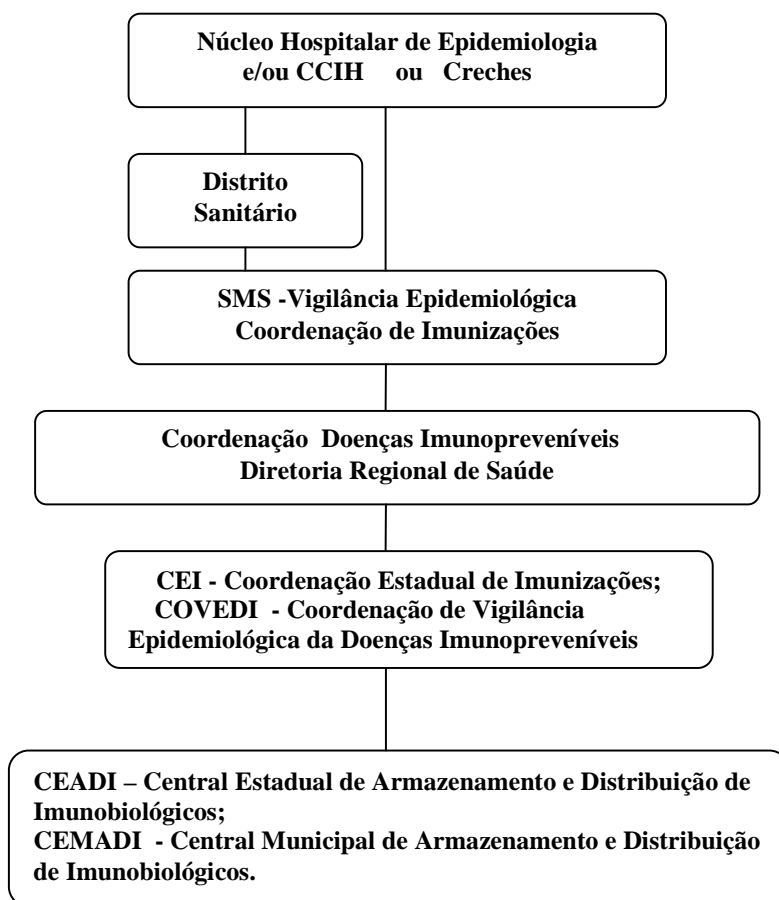 Núcleo Hospitalar de Epidemiologia
e/ou CCIH ou Creches
Distrito
Sanitário
SMS -Vigilância Epidemiológica
Coordenação de Imunizações
Coordenação Doenças Imunopreveníveis
Diretoria Regional de Saúde
CEI - Coordenação Estadual de Imunizações;
COVEDI - Coordenação de Vigilância
Epidemiológica da Doenças Imunopreveníveis
CEADI – Central Estadual de Armazenamento e Distribuição de
Imunobiológicos;
CEMADI - Central Municipal de Armazenamento e Distribuição
de Imunobiológicos.